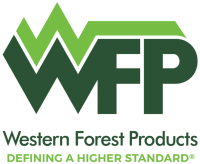 WFP
Western Forest Products
DEFINING A HIGHER STANDARD®